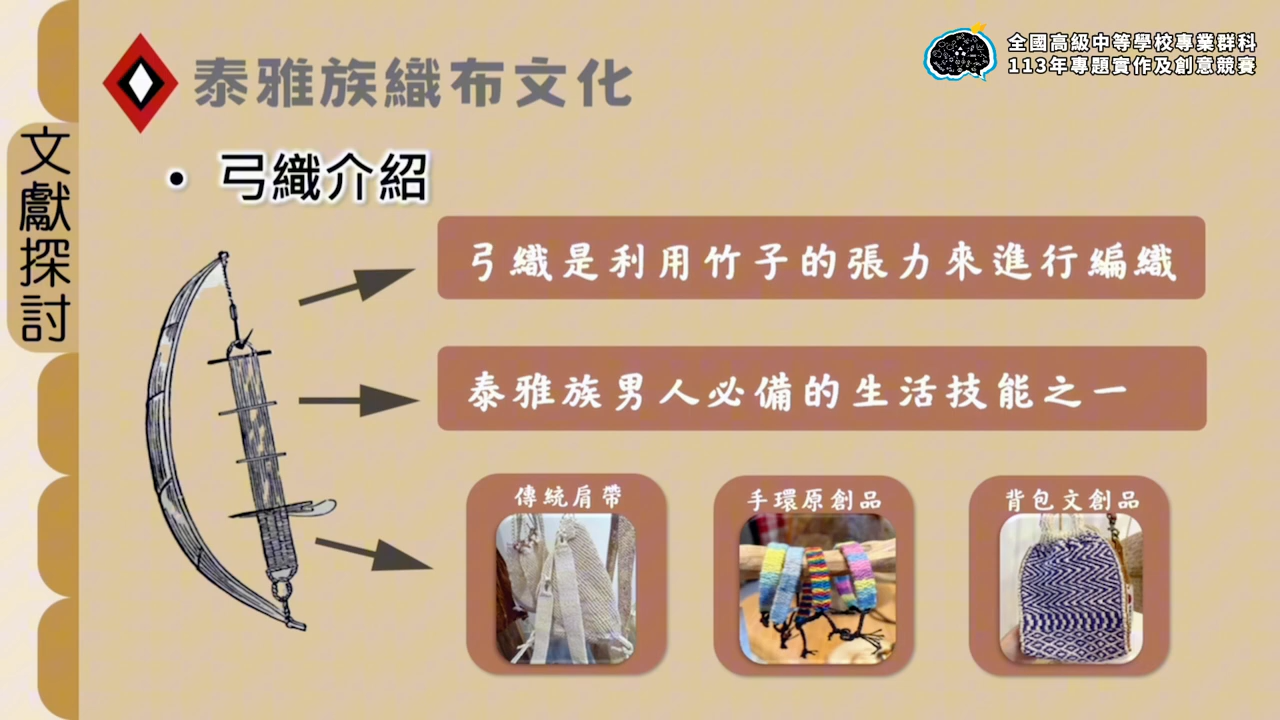 全國高級中等學校專業群科
113年專題實作及創意競賽
泰雅族織布文化
文獻探討
• 弓織介紹
弓織是利用竹子的張力來進行編織
泰雅族男人必備的生活技能之一
傳統肩帶
手環原創品
背包文創品